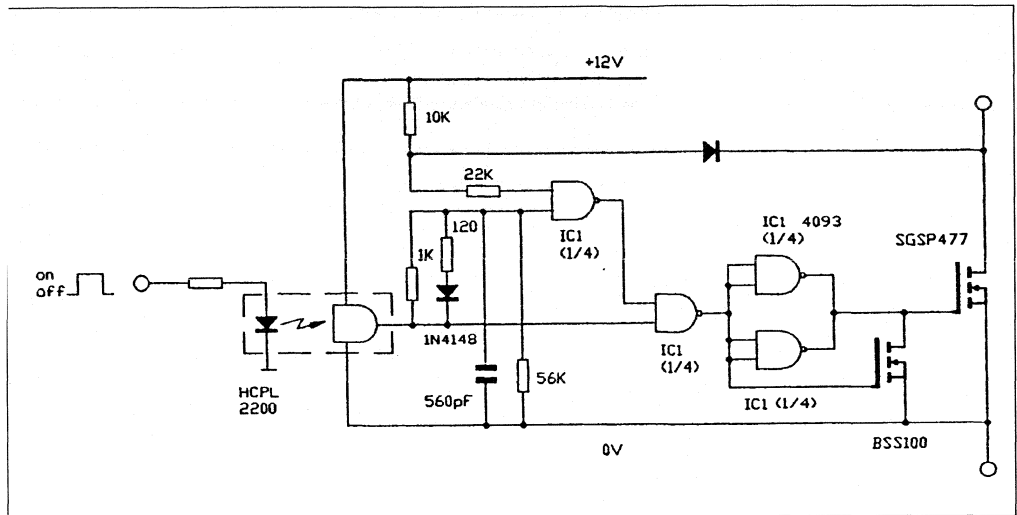 +12V
10K
22K
IC1
(1/4)
120
1K
IC1 4093
(1/4)
SGSP477
on
off
1N4148
IC1
(1/4)
HCPL
2200
560pF
56K
IC1 (1/4)
BSS100
0V